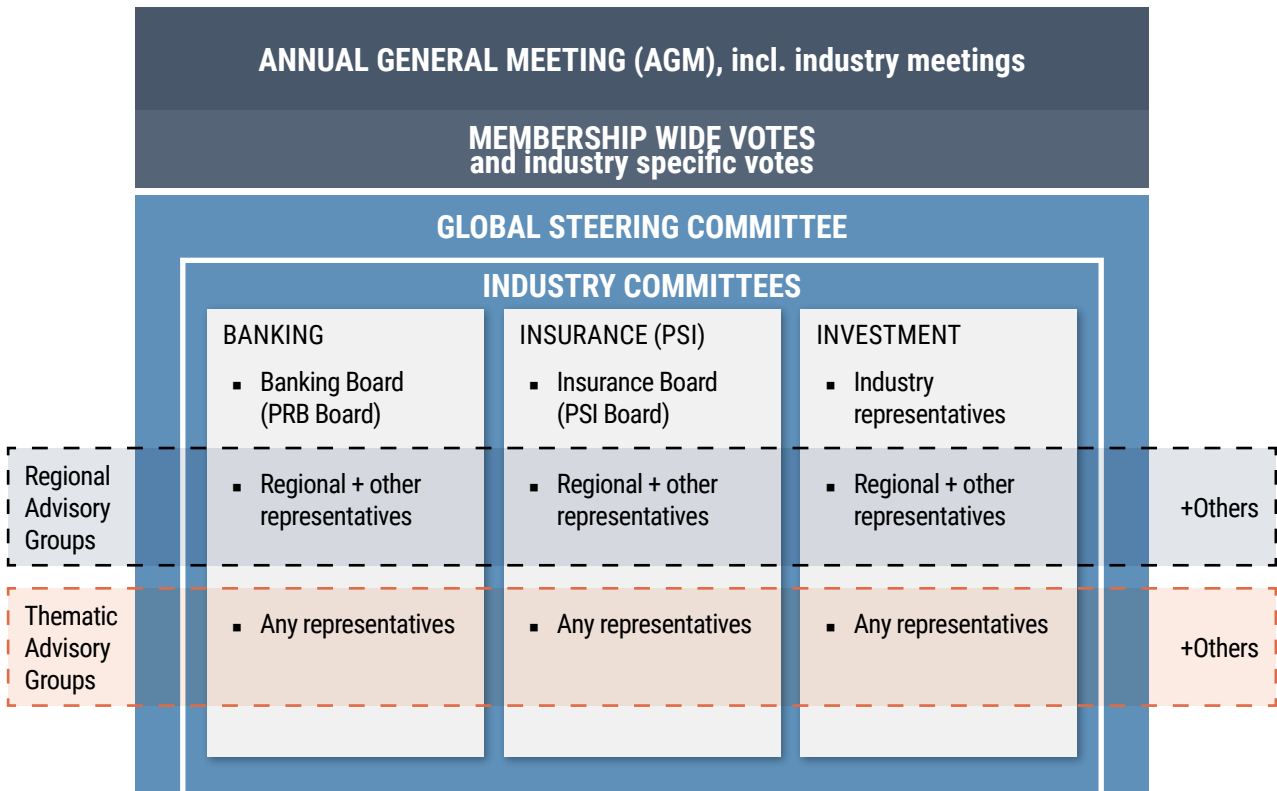 ANNUAL GENERAL MEETING (AGM), incl. industry meetings
MEMBERSHIP WIDE VOTES
and industry specific votes
GLOBAL STEERING COMMITTEE
INDUSTRY COMMITTEES
BANKING
▪ Banking Board
(PRB Board)
▪ Regional + other
representatives
▪ Any representatives
INSURANCE (PSI)
▪ Insurance Board
(PSI Board)
▪ Regional + other
representatives
▪ Any representatives
INVESTMENT
▪ Industry
representatives
▪ Regional + other
representatives
▪ Any representatives
Regional
Advisory
Groups
+Others
Thematic
Advisory
Groups
+Others